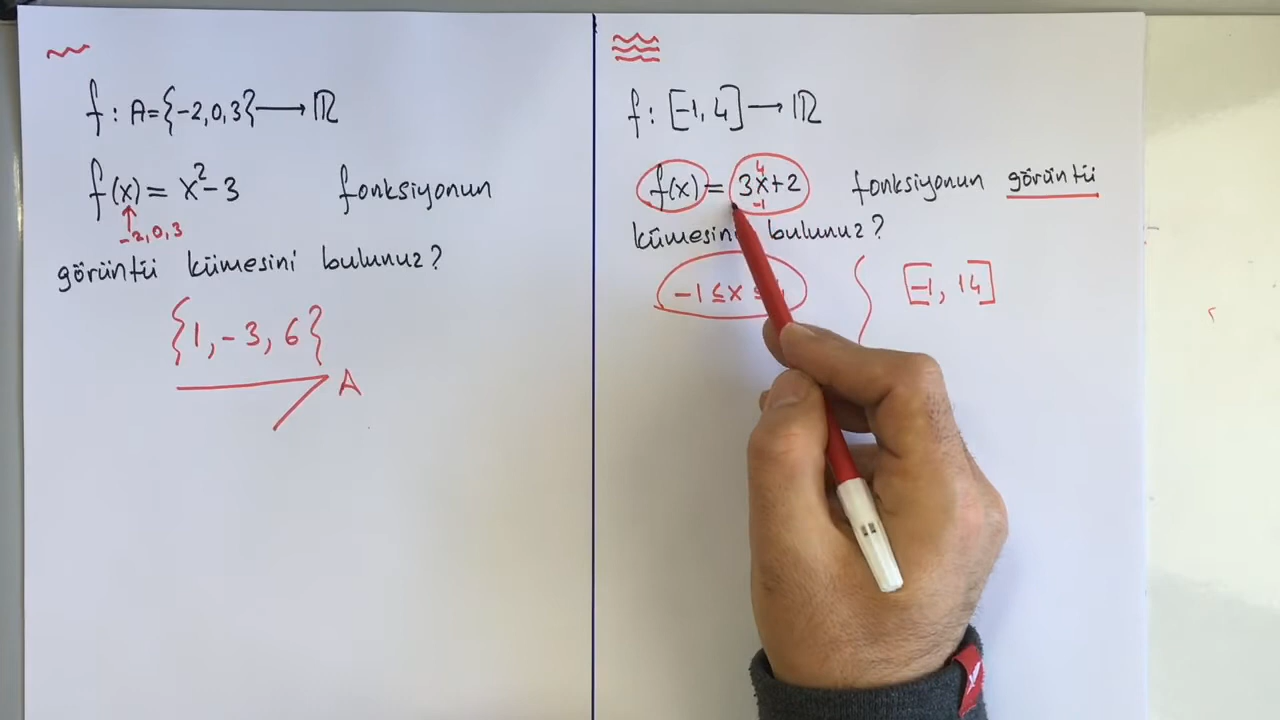 f : A={-2,0,3}⟶ℝ
f(x) = x²-3 fonksiyonun
-2,0,3
görüntü kümesini bulunuz?
{1,-3,6}
A
f : [-1,4]⟶ℝ
4
f(x) = 3x+2 fonksiyonun görüntü
-1
kümesini bulunuz?
-1≤x≤
[-1, 14]